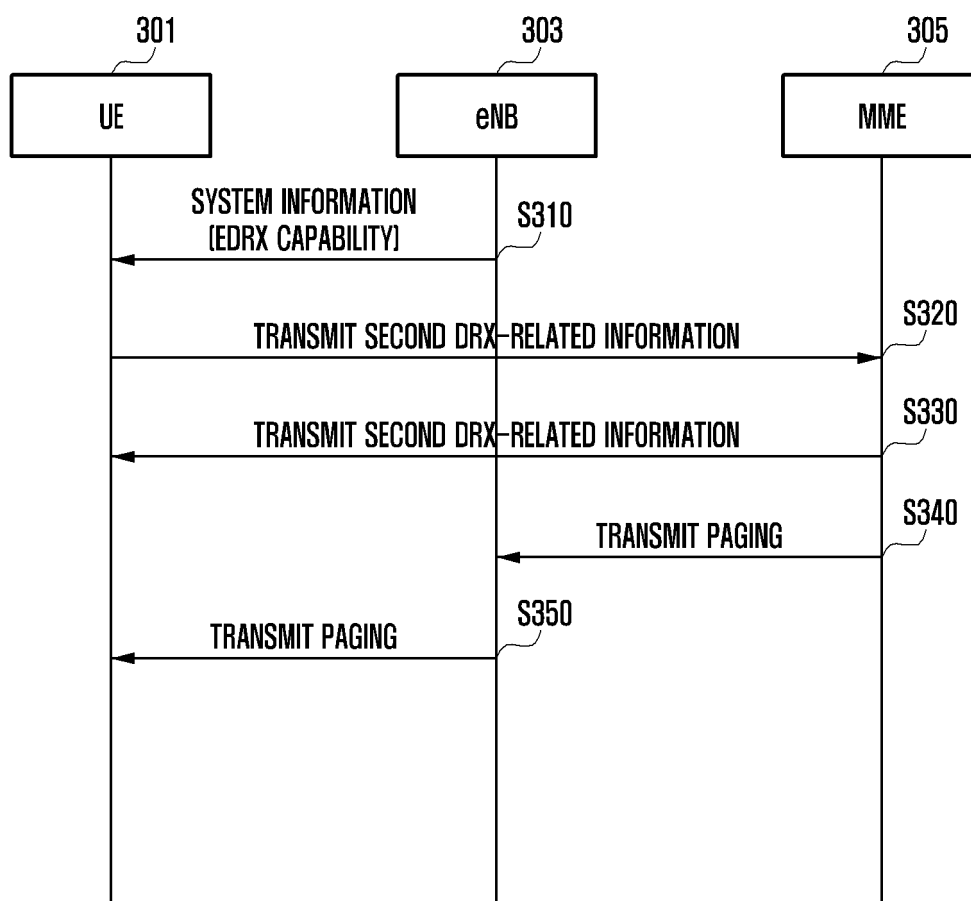 301
303
305
UE
eNB
MME
SYSTEM INFORMATION
(EDRX CAPABILITY)
S310
S320
TRANSMIT SECOND DRX-RELATED INFORMATION
S330
TRANSMIT SECOND DRX-RELATED INFORMATION
S340
TRANSMIT PAGING
S350
TRANSMIT PAGING